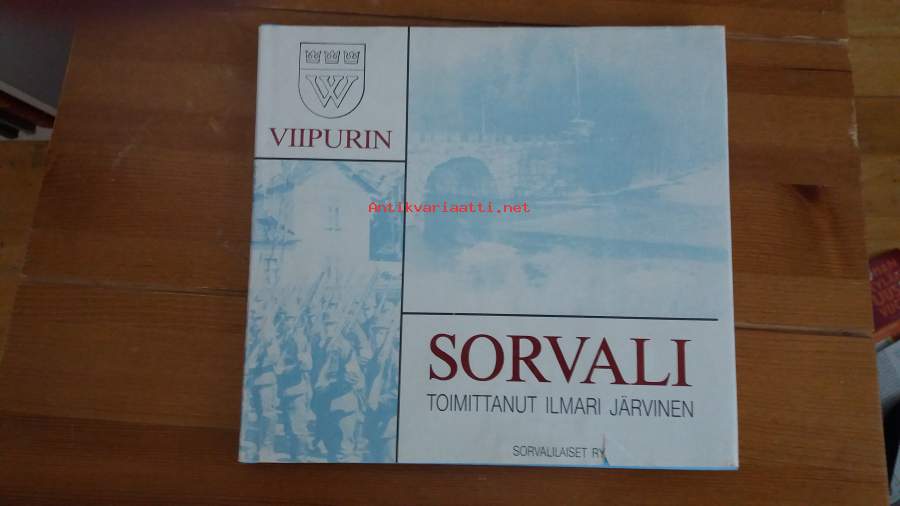 W
VIIPURIN
Antikvariaatti.net
SORVALI
TOIMITTANUT ILMARI JÄRVINEN
SORVALILAISET RY